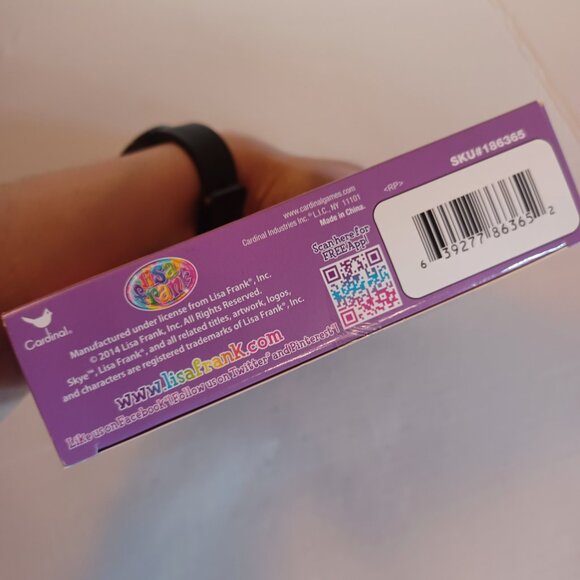 Cardinal®
Lisa Frank
Manufactured under license from Lisa Frank®, Inc.
© 2014 Lisa Frank, Inc. All Rights Reserved.
Skye™, Lisa Frank®, and all related titles, artwork, logos,
and characters are registered trademarks of Lisa Frank®, Inc.
www.lisafrank.com
Like us on Facebook®! Follow us on Twitter® and Pinterest®!
www.cardinalgames.com
Cardinal Industries Inc® L.I.C., NY 11101
Made in China.
<RP>
Scan here for
FREE App!
SKU#186365
6 39277 86365 2